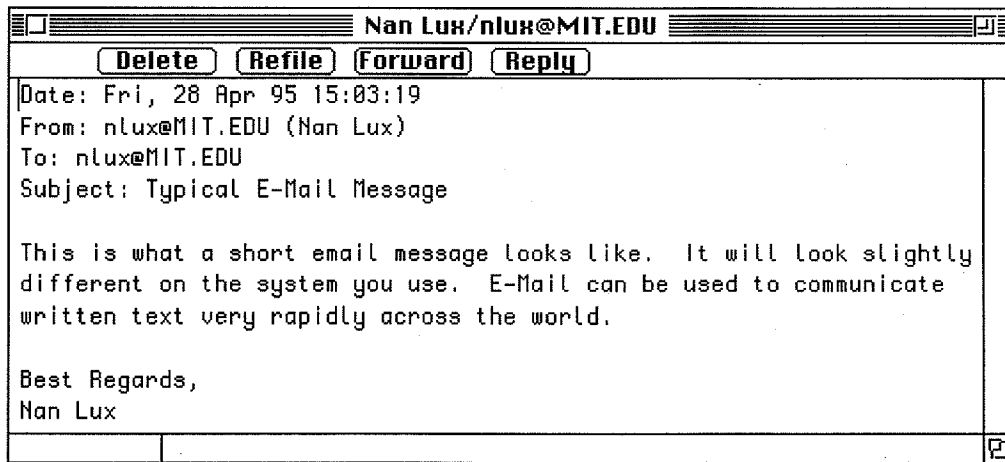 Nan Lux/nlux@MIT.EDU
Delete Refile Forward Reply
Date: Fri, 28 Apr 95 15:03:19
From: nlux@MIT.EDU (Nan Lux)
To: nlux@MIT.EDU
Subject: Typical E-Mail Message
This is what a short email message looks like. It will look slightly
different on the system you use. E-Mail can be used to communicate
written text very rapidly across the world.
Best Regards,
Nan Lux